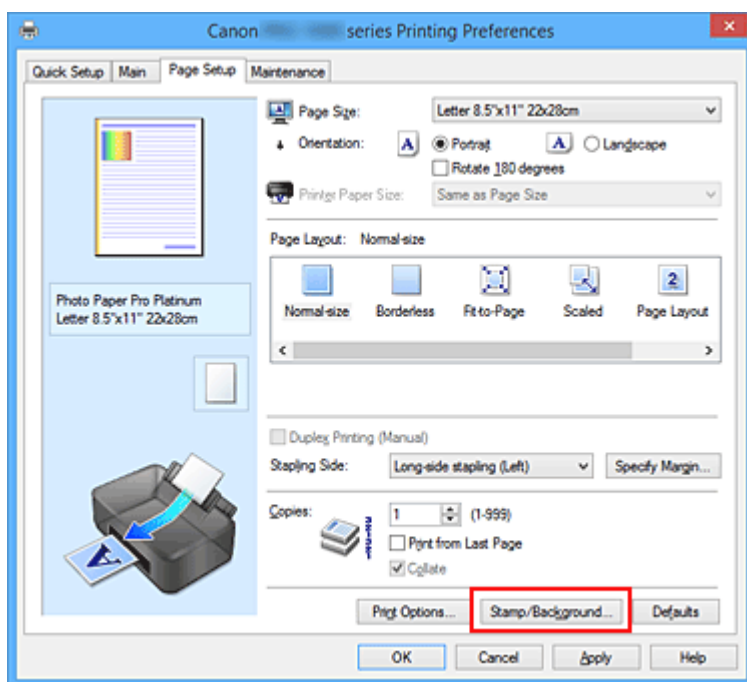 Canon series Printing Preferences
Quick Setup Main Page Setup Maintenance
Page Size: Letter 8.5"x11" 22x28cm
Orientation: A Portrait A Landscape
Rotate 180 degrees
Printer Paper Size: Same as Page Size
Page Layout: Normal-size
2
Normal-size Borderless Fit-to-Page Scaled Page Layout
Photo Paper Pro Platinum
Letter 8.5"x11" 22x28cm
Duplex Printing (Manual)
Stapling Side: Long-side stapling (Left) Specify Margin...
Copies: 1 (1-999)
Print from Last Page
Collate
A
Print Options... Stamp/Background... Defaults
OK Cancel Apply Help